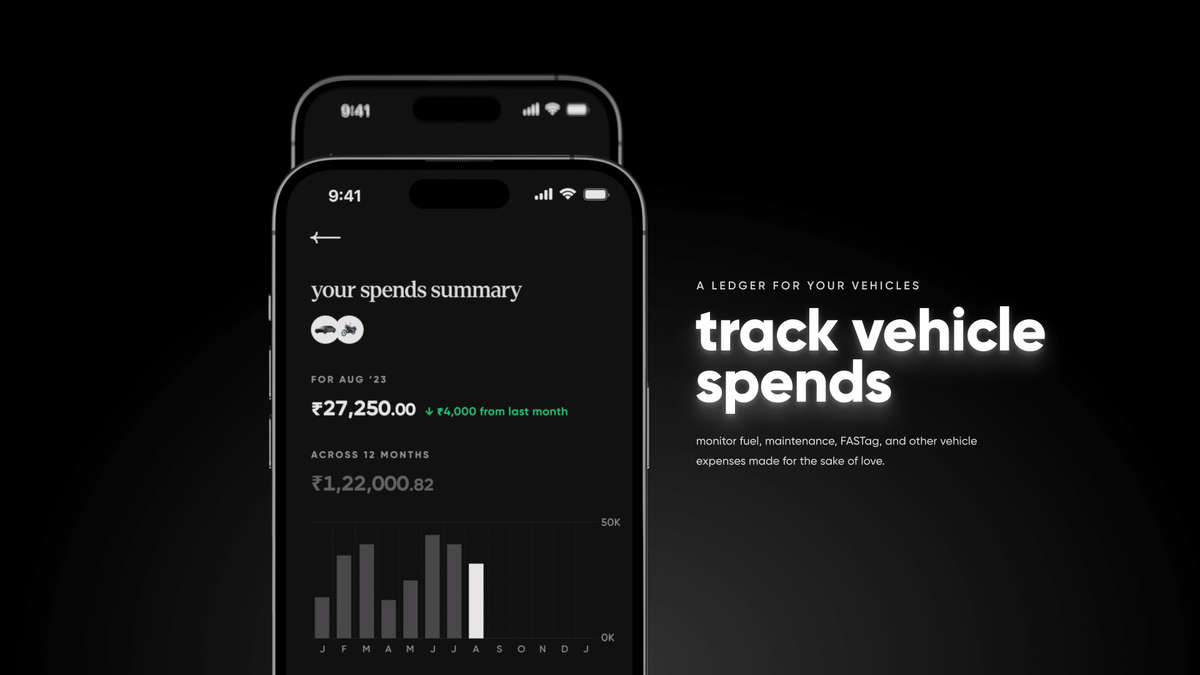 9:41
9:41
your spends summary
FOR AUG '23
₹27,250.00 ↓ ₹4,000 from last month
ACROSS 12 MONTHS
₹1,22,000.82
50K
0K
J F M A M J J A S O N D J
A LEDGER FOR YOUR VEHICLES
track vehicle
spends
monitor fuel, maintenance, FASTag, and other vehicle
expenses made for the sake of love.